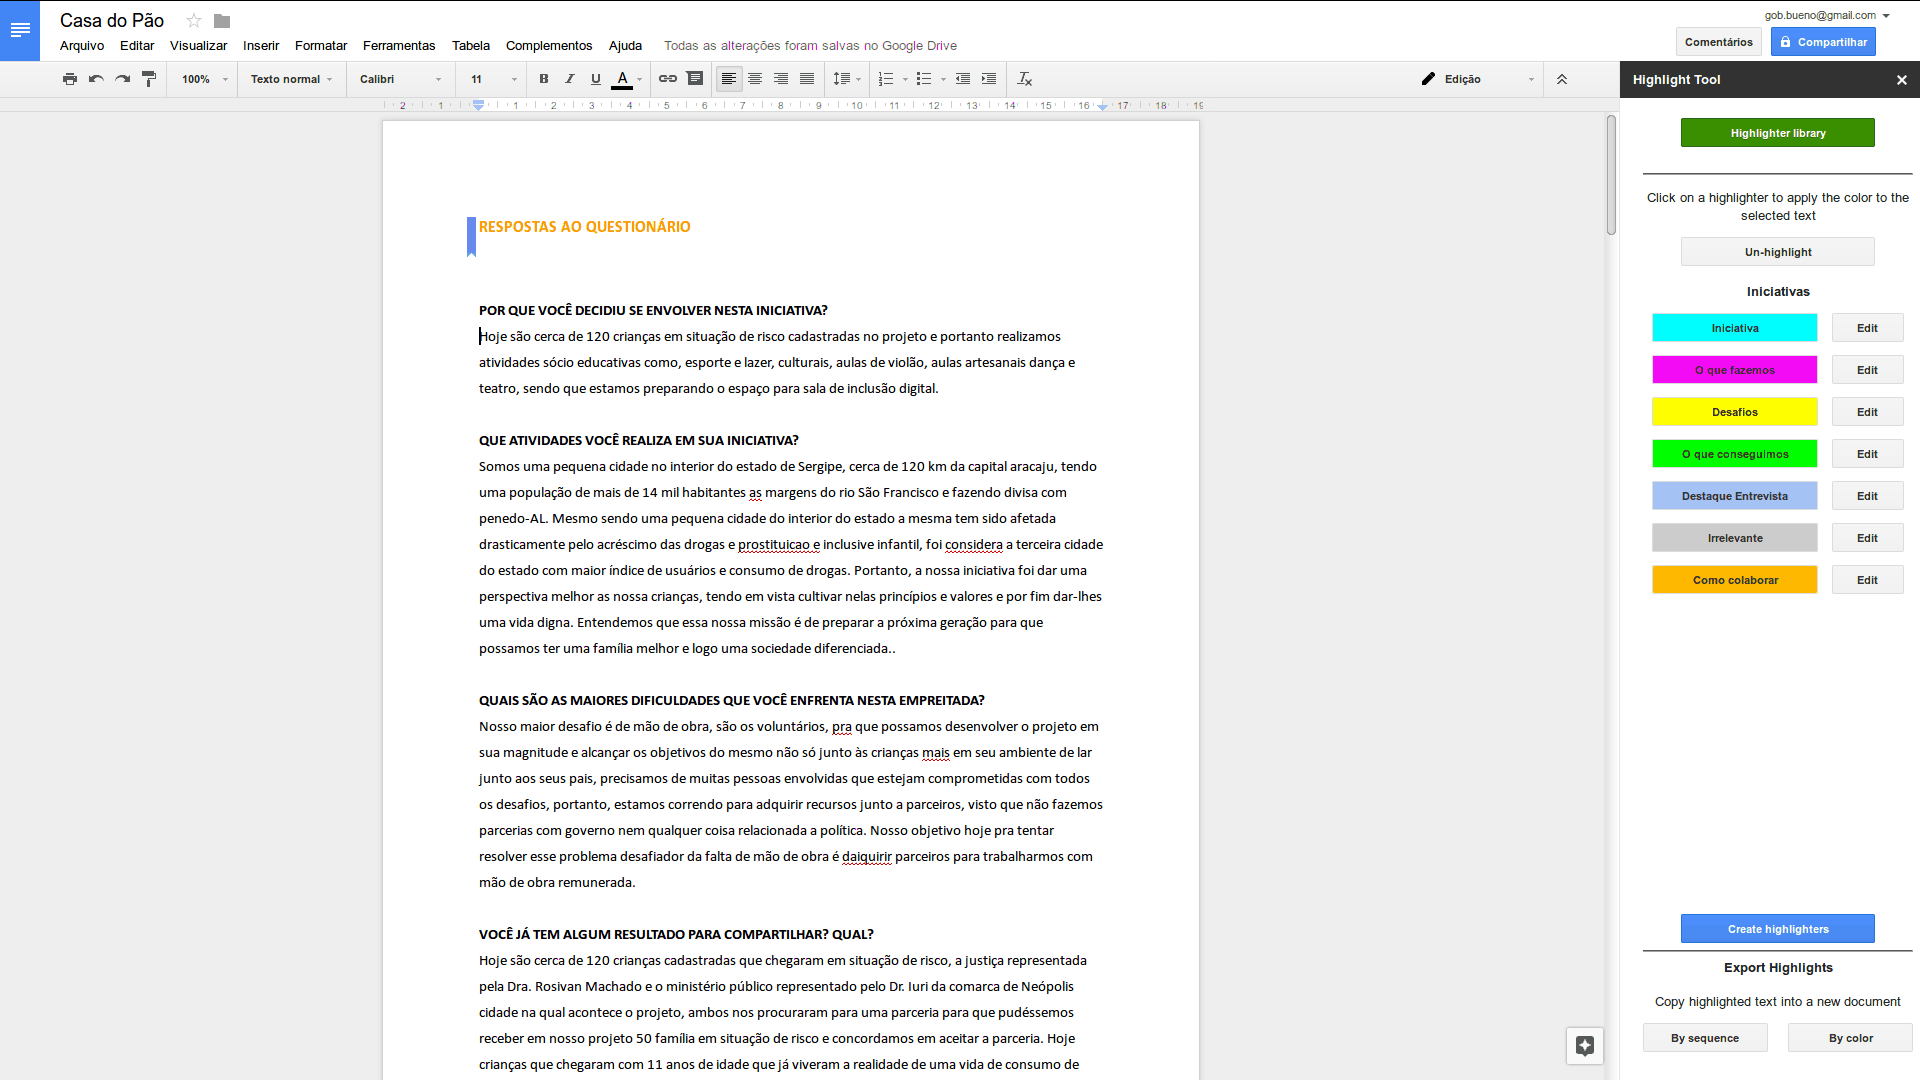 Casa do Pão
gob.bueno@gmail.com
Arquivo Editar Visualizar Inserir Formatar Ferramentas Tabela Complementos Ajuda Todas as alterações foram salvas no Google Drive
Comentários Compartilhar
100% Texto normal Calibri 11 B I U A Edição
Highlight Tool
2 1 1 2 3 4 5 6 7 8 9 10 11 12 13 14 15 16 17 18 19
Highlighter library
Click on a highlighter to apply the color to the
selected text
Un-highlight
Iniciativas
Iniciativa Edit
O que fazemos Edit
Desafios Edit
O que conseguimos Edit
Destaque Entrevista Edit
Irrelevante Edit
Como colaborar Edit
Create highlighters
Export Highlights
Copy highlighted text into a new document
By sequence By color
RESPOSTAS AO QUESTIONÁRIO
POR QUE VOCÊ DECIDIU SE ENVOLVER NESTA INICIATIVA?
Hoje são cerca de 120 crianças em situação de risco cadastradas no projeto e portanto realizamos
atividades sócio educativas como, esporte e lazer, culturais, aulas de violão, aulas artesanais dança e
teatro, sendo que estamos preparando o espaço para sala de inclusão digital.
QUE ATIVIDADES VOCÊ REALIZA EM SUA INICIATIVA?
Somos uma pequena cidade no interior do estado de Sergipe, cerca de 120 km da capital aracaju, tendo
uma população de mais de 14 mil habitantes as margens do rio São Francisco e fazendo divisa com
penedo-AL. Mesmo sendo uma pequena cidade do interior do estado a mesma tem sido afetada
drasticamente pelo acréscimo das drogas e prostituicao e inclusive infantil, foi considera a terceira cidade
do estado com maior índice de usuários e consumo de drogas. Portanto, a nossa iniciativa foi dar uma
perspectiva melhor as nossa crianças, tendo em vista cultivar nelas princípios e valores e por fim dar-lhes
uma vida digna. Entendemos que essa nossa missão é de preparar a próxima geração para que
possamos ter uma família melhor e logo uma sociedade diferenciada..
QUAIS SÃO AS MAIORES DIFICULDADES QUE VOCÊ ENFRENTA NESTA EMPREITADA?
Nosso maior desafio é de mão de obra, são os voluntários, pra que possamos desenvolver o projeto em
sua magnitude e alcançar os objetivos do mesmo não só junto às crianças mais em seu ambiente de lar
junto aos seus pais, precisamos de muitas pessoas envolvidas que estejam comprometidas com todos
os desafios, portanto, estamos correndo para adquirir recursos junto a parceiros, visto que não fazemos
parcerias com governo nem qualquer coisa relacionada a política. Nosso objetivo hoje pra tentar
resolver esse problema desafiador da falta de mão de obra é daiquirir parceiros para trabalharmos com
mão de obra remunerada.
VOCÊ JÁ TEM ALGUM RESULTADO PARA COMPARTILHAR? QUAL?
Hoje são cerca de 120 crianças cadastradas que chegaram em situação de risco, a justiça representada
pela Dra. Rosivan Machado e o ministério público representado pelo Dr. Iuri da comarca de Neópolis
cidade na qual acontece o projeto, ambos nos procuraram para uma parceria para que pudéssemos
receber em nosso projeto 50 família em situação de risco e concordamos em aceitar a parceria. Hoje
crianças que chegaram com 11 anos de idade que já viveram a realidade de uma vida de consumo de